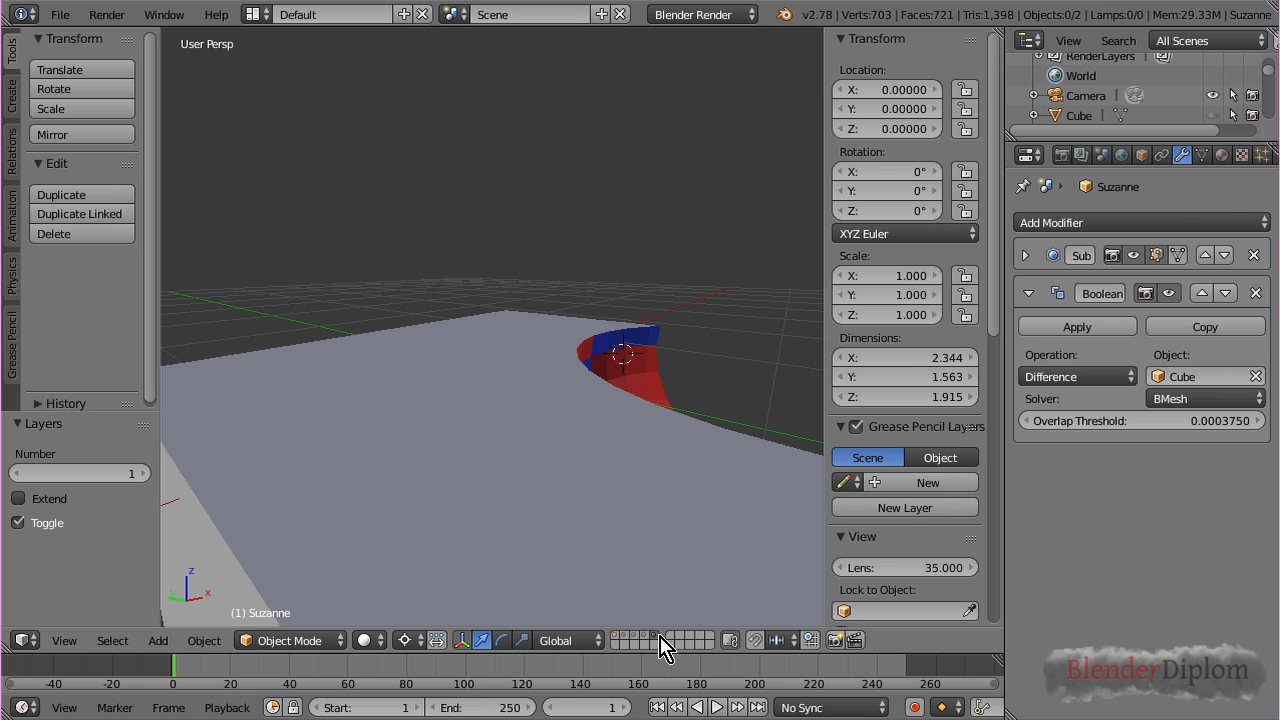 File Render Window Help Default Scene Blender Render v2.78 | Verts:703 | Faces:721 | Tris:1,398 | Objects:0/2 | Lamps:0/0 | Mem:29.33M | Suzanne
Tools
Create
Relations
Animation
Physics
Grease Pencil
Transform
Translate
Rotate
Scale
Mirror
Edit
Duplicate
Duplicate Linked
Delete
History
Layers
Number
1
Extend
Toggle
User Persp
z
y
x
(1) Suzanne
Transform
Location:
X: 0.00000
Y: 0.00000
Z: 0.00000
Rotation:
X: 0°
Y: 0°
Z: 0°
XYZ Euler
Scale:
X: 1.000
Y: 1.000
Z: 1.000
Dimensions:
X: 2.344
Y: 1.563
Z: 1.915
Grease Pencil Layers
Scene Object
New
New Layer
View
Lens: 35.000
Lock to Object:
View Search All Scenes
RenderLayers
World
Camera
Cube
Suzanne
Add Modifier
Sub
Boolean
Apply Copy
Operation: Object:
Difference Cube
Solver: BMesh
Overlap Threshold: 0.0003750
View Select Add Object Object Mode Global
-40 -20 0 20 40 60 80 100 120 140 160 180 200 220 240 260
View Marker Frame Playback Start: 1 End: 250 1 No Sync
BlenderDiplom